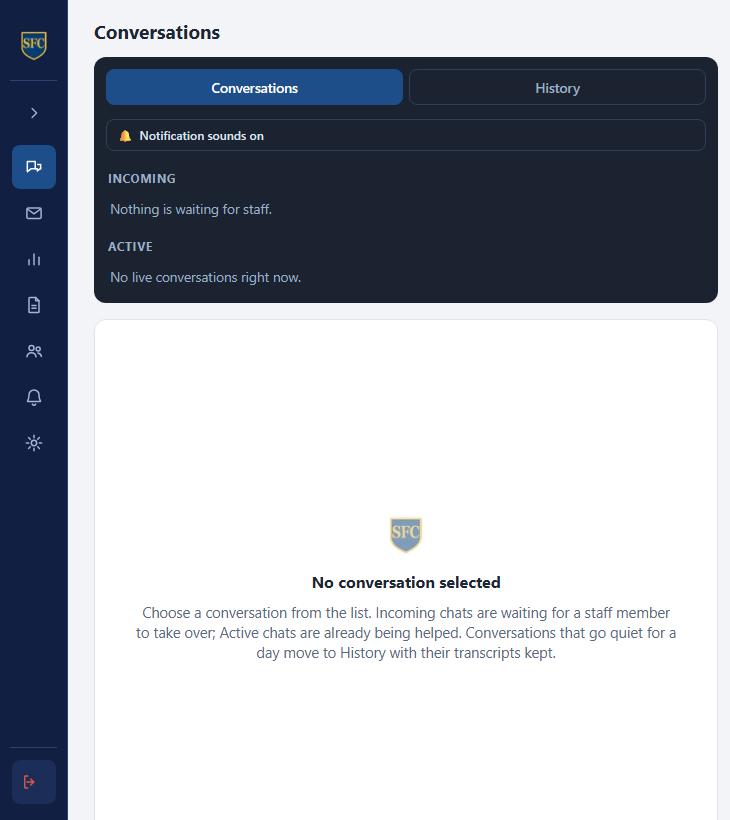 SFC
Conversations
Conversations
History
Notification sounds on
INCOMING
Nothing is waiting for staff.
ACTIVE
No live conversations right now.
SFC
No conversation selected
Choose a conversation from the list. Incoming chats are waiting for a staff member
to take over; Active chats are already being helped. Conversations that go quiet for a
day move to History with their transcripts kept.